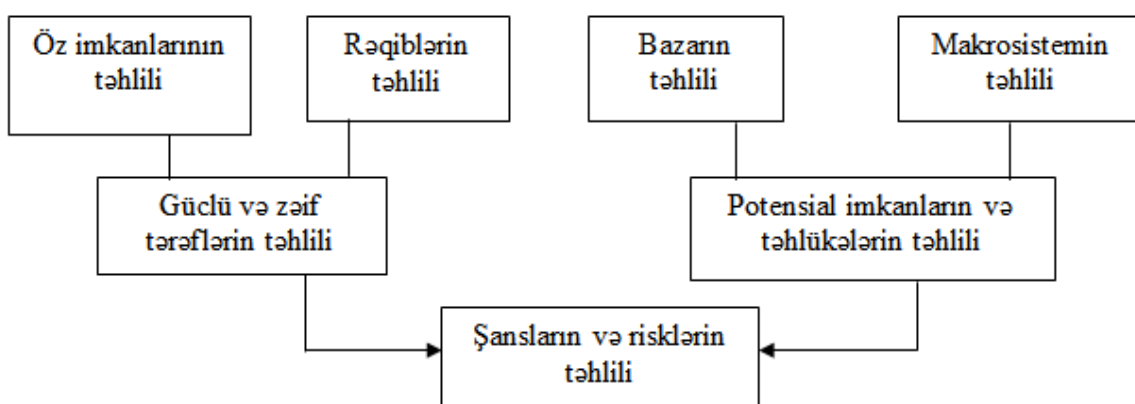 Öz imkanlarının
təhlili
Rəqiblərin
təhlili
Bazarın
təhlili
Makrosistemin
təhlili
Güclü və zəif
tərəflərin təhlili
Potensial imkanların və
təhlükələrin təhlili
Şansların və risklərin
təhlili